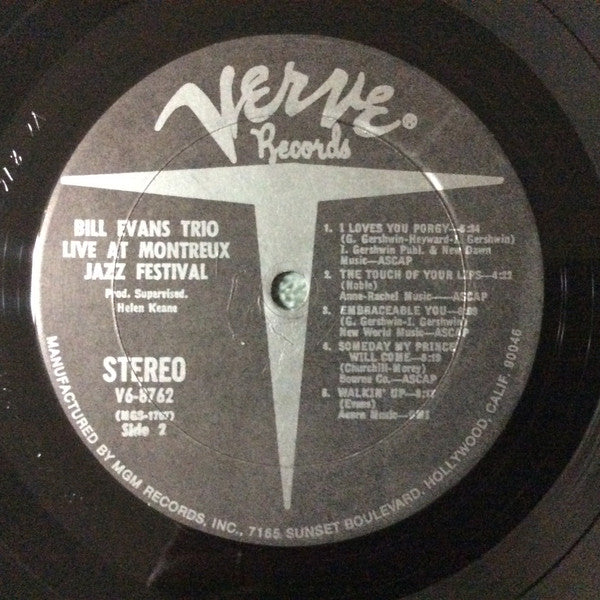 VERVE®
Records
BILL EVANS TRIO
LIVE AT MONTREUX
JAZZ FESTIVAL
Prod. Supervised.
Helen Keane
STEREO
V6-8762
(MGS-1767)
Side 2
1. I LOVES YOU PORGY
(G. Gershwin-Heyward-I. Gershwin)
I. Gershwin Publ. & New Dawn
Music—ASCAP
2. THE TOUCH OF YOUR LIPS
(Noble)
Anne-Rachel Music—ASCAP
3. EMBRACEABLE YOU
(G. Gershwin-I. Gershwin)
New World Music—ASCAP
4. SOMEDAY MY PRINCE
WILL COME
(Churchill-Morey)
Bourne Co.—ASCAP
5. WALKIN' UP
(Evans)
Acorn Music—BMI
MANUFACTURED BY MGM RECORDS, INC., 7165 SUNSET BOULEVARD, HOLLYWOOD, CALIF. 90046